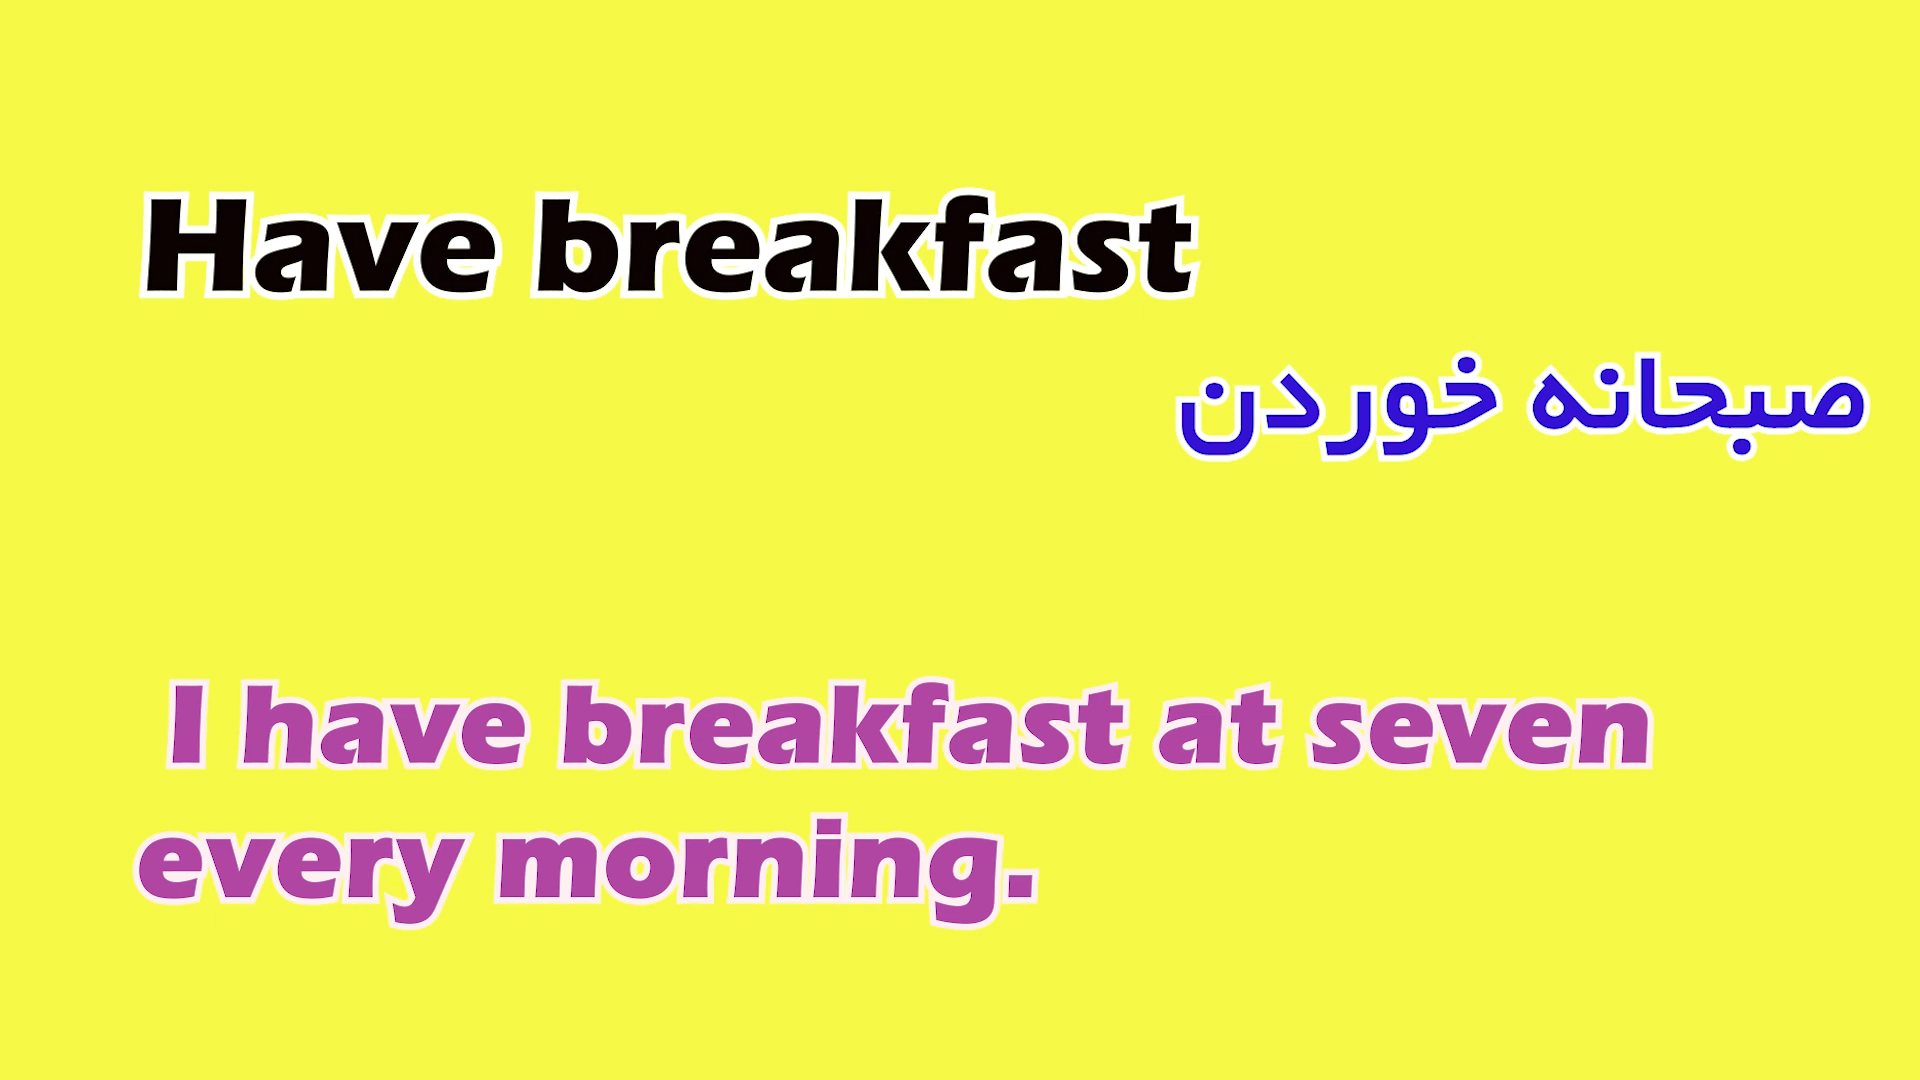 Have breakfast
صبحانه خوردن
I have breakfast at seven
every morning.